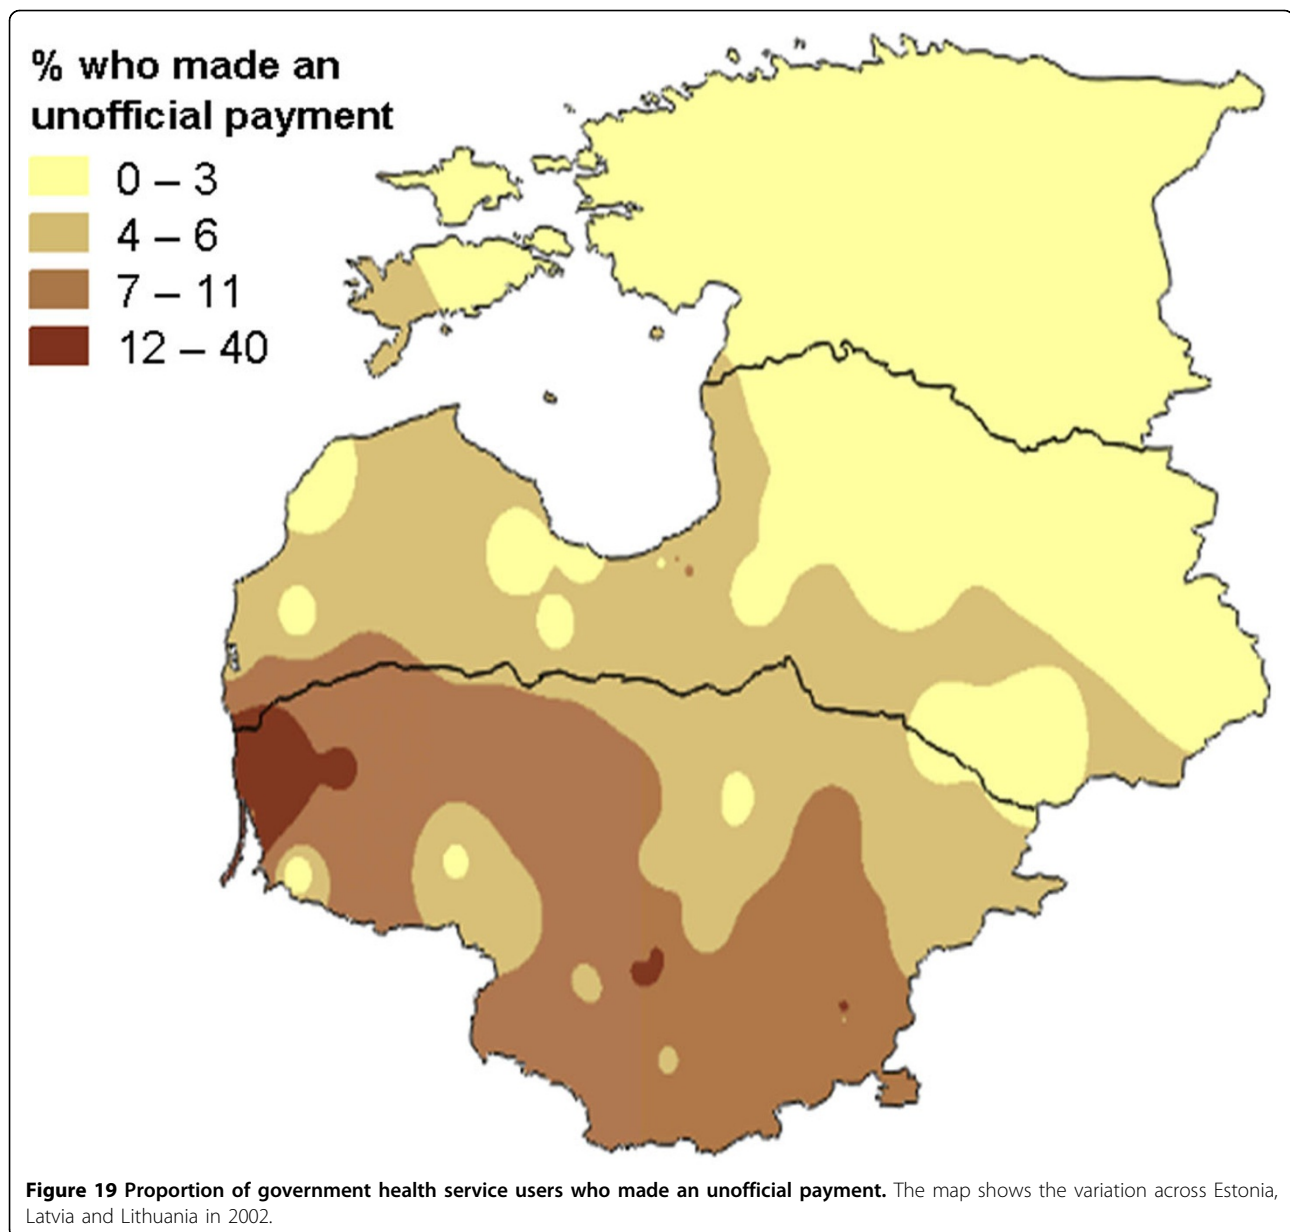 % who made an
unofficial payment
0 – 3
4 – 6
7 – 11
12 – 40
Figure 19 Proportion of government health service users who made an unofficial payment. The map shows the variation across Estonia,
Latvia and Lithuania in 2002.